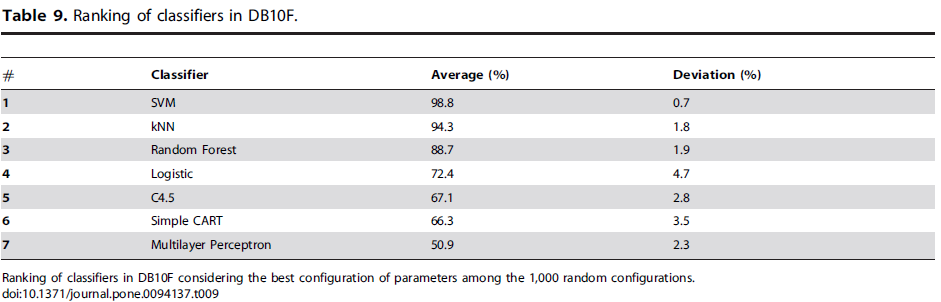 Table 9. Ranking of classifiers in DB10F.
# Classifier Average (%) Deviation (%)
1 SVM 98.8 0.7
2 kNN 94.3 1.8
3 Random Forest 88.7 1.9
4 Logistic 72.4 4.7
5 C4.5 67.1 2.8
6 Simple CART 66.3 3.5
7 Multilayer Perceptron 50.9 2.3
Ranking of classifiers in DB10F considering the best configuration of parameters among the 1,000 random configurations.
doi:10.1371/journal.pone.0094137.t009